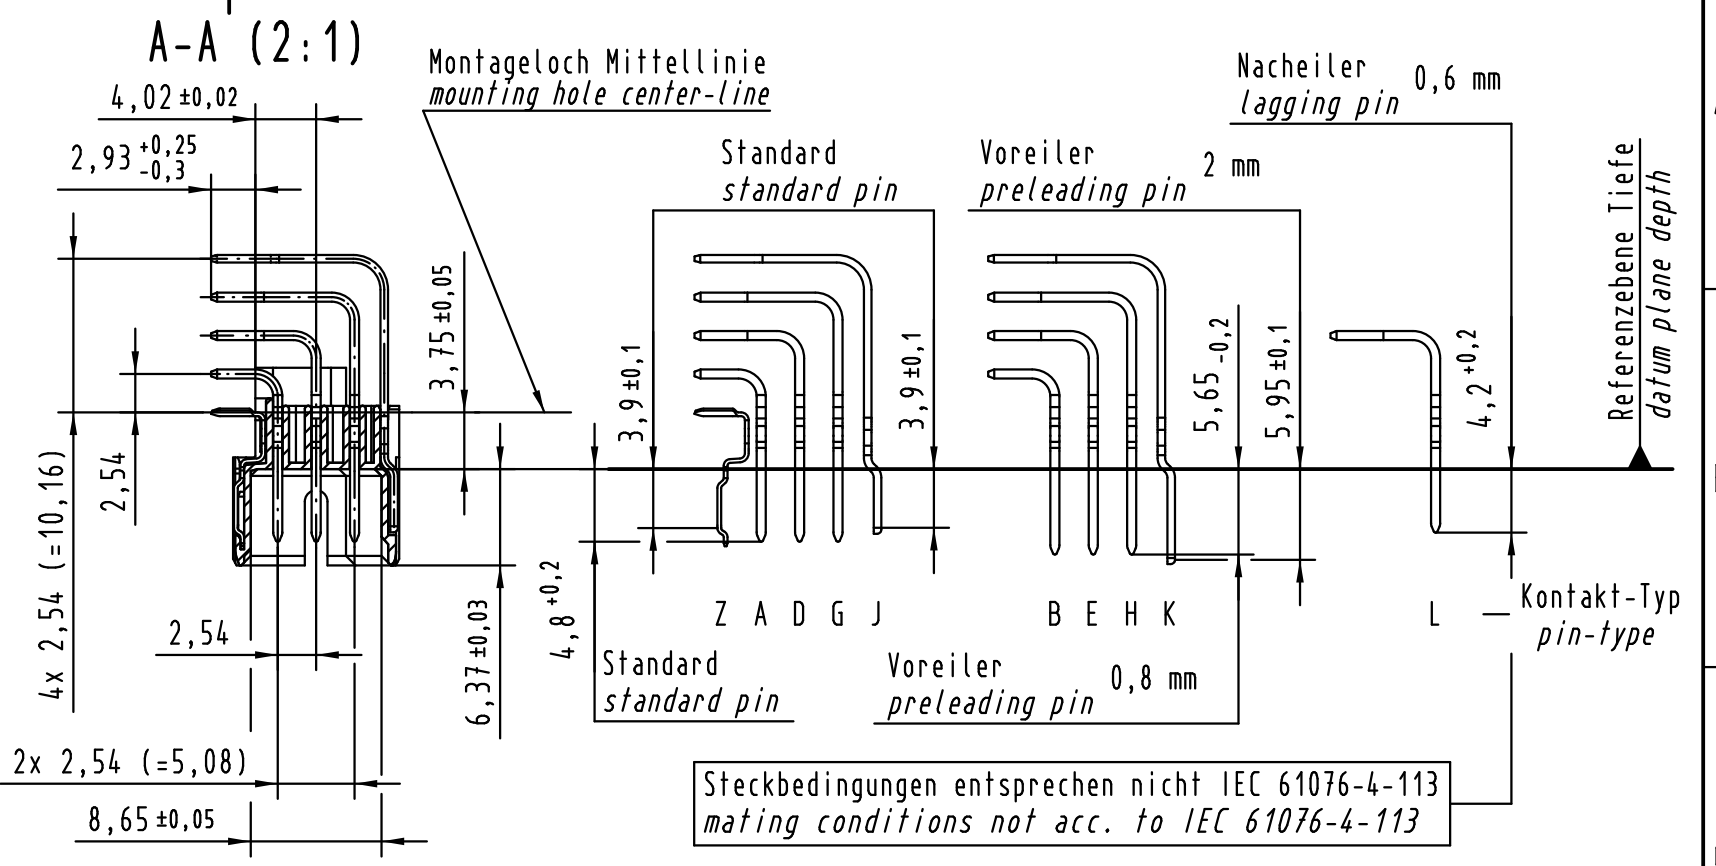 A-A (2:1)
4,02 ±0,02
2,93 +0,25 -0,3
Montageloch Mittellinie
mounting hole center-line
Standard
standard pin
Voreiler
preleading pin
2 mm
Nacheiler
lagging pin
0,6 mm
Referenzebene Tiefe
datum plane depth
3,75 ±0,05
3,9 ±0,1
3,9 ±0,1
5,65 -0,2
5,95 ±0,1
4,2 +0,2
4x 2,54 (=10,16)
2,54
2,54
6,37 ±0,03
4,8 +0,2
Z A D G J
B E H K
L
Kontakt-Typ
pin-type
Standard
standard pin
Voreiler
preleading pin
0,8 mm
2x 2,54 (=5,08)
8,65 ±0,05
Steckbedingungen entsprechen nicht IEC 61076-4-113
mating conditions not acc. to IEC 61076-4-113